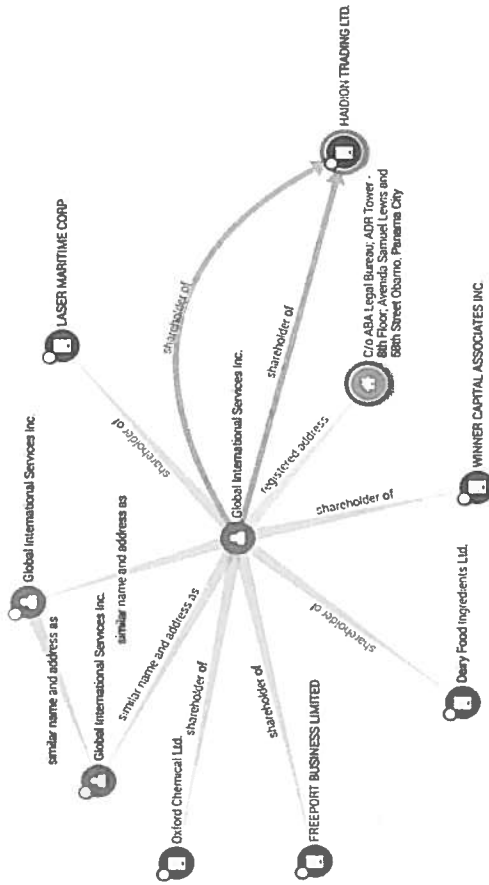 LASER MARITIME CORP
HAIDION TRADING LTD.
shareholder of
shareholder of
shareholder of
Global International Services Inc.
Global International Services Inc.
similar name and address as
similar name and address as
Global International Services Inc.
similar name and address as
registered address
C/o ABA Legal Bureau; ADR Tower -
8th Floor; Avenida Samuel Lewis and
58th Street Obarrio, Panama City
Oxford Chemical Ltd.
shareholder of
FREEPORT BUSINESS LIMITED
shareholder of
Dairy Food Ingredients Ltd.
shareholder of
WINNER CAPITAL ASSOCIATES INC.
shareholder of